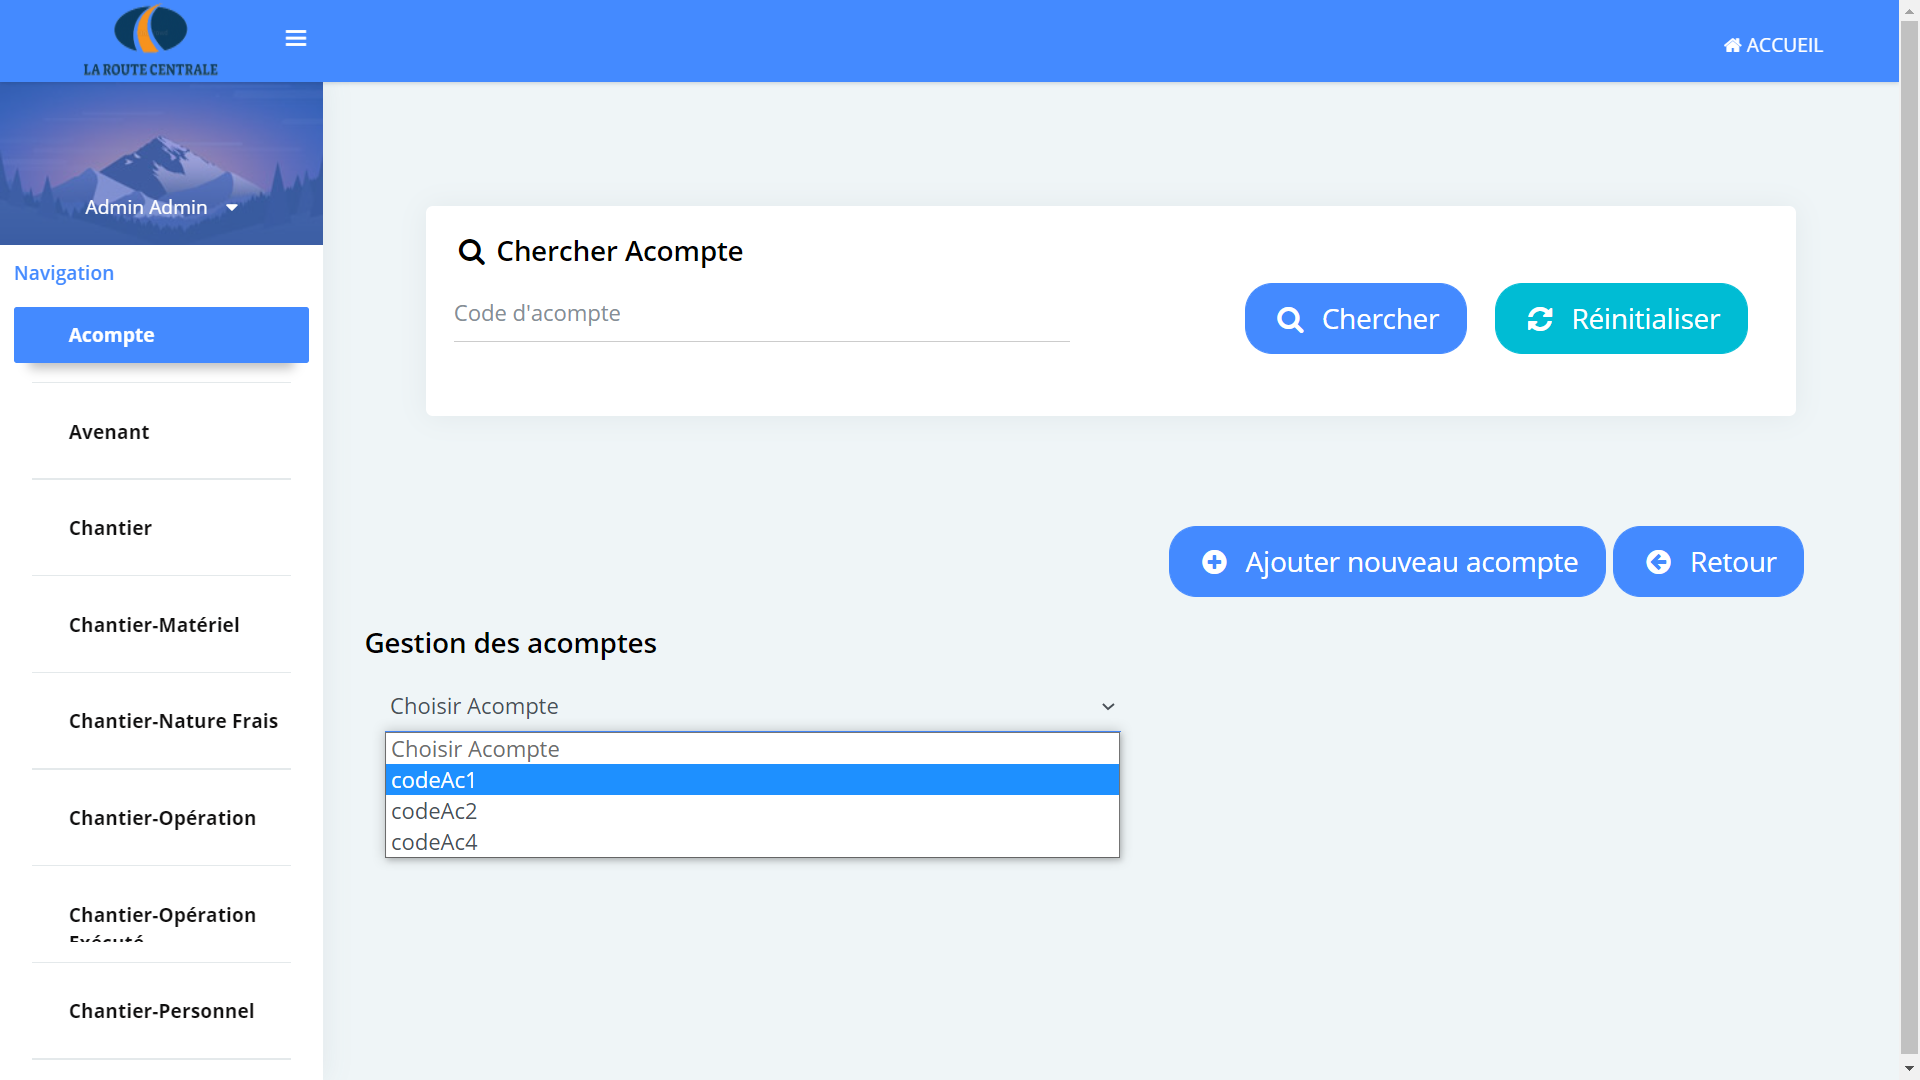 LA ROUTE CENTRALE
ACCUEIL
Admin Admin
Navigation
Acompte
Avenant
Chantier
Chantier-Matériel
Chantier-Nature Frais
Chantier-Opération
Chantier-Opération
Exécuté
Chantier-Personnel
Chercher Acompte
Code d'acompte
Chercher
Réinitialiser
Ajouter nouveau acompte
Retour
Gestion des acomptes
Choisir Acompte
Choisir Acompte
codeAc1
codeAc2
codeAc4